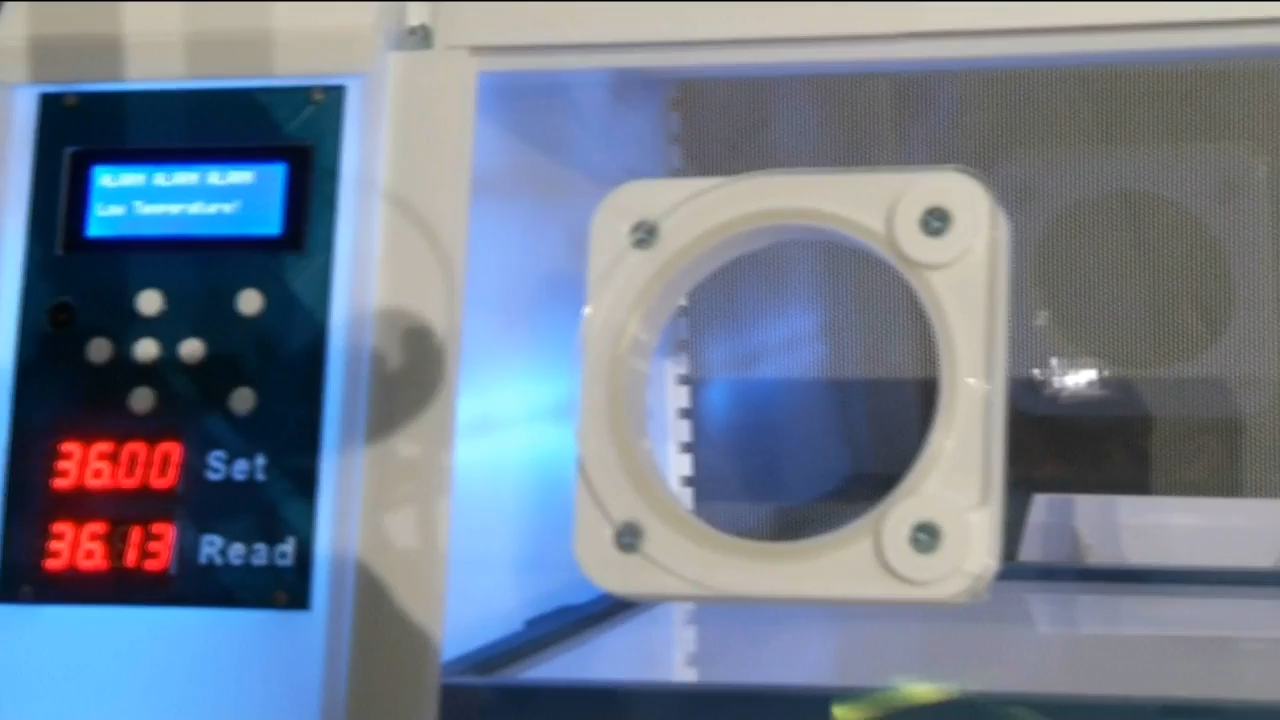 ALARM ALARM ALARM
Low Temperature!
36.00 Set
36.13 Read